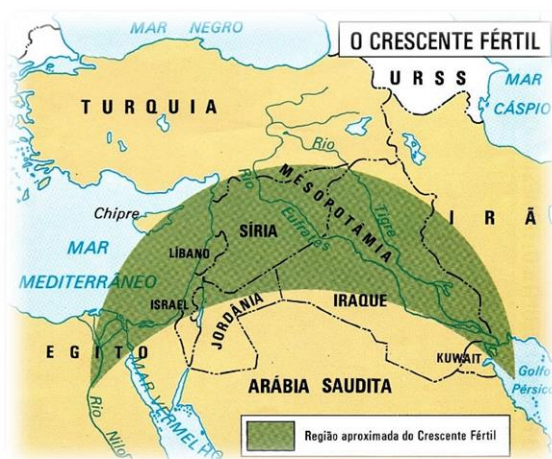 MAR NEGRO
O CRESCENTE FÉRTIL
URSS
MAR
CÁSPIO
TURQUIA
Rio
MESOPOTÂMIA
Tigre
Rio
Eufrates
Chipre
SÍRIA
IRÃ
MAR
MEDITERRÂNEO
LÍBANO
ISRAEL
JORDÂNIA
IRAQUE
EGITO
KUWAIT
Golfo
Pérsico
MAR VERMELHO
ARÁBIA SAUDITA
Rio Nilo
Região aproximada do Crescente Fértil